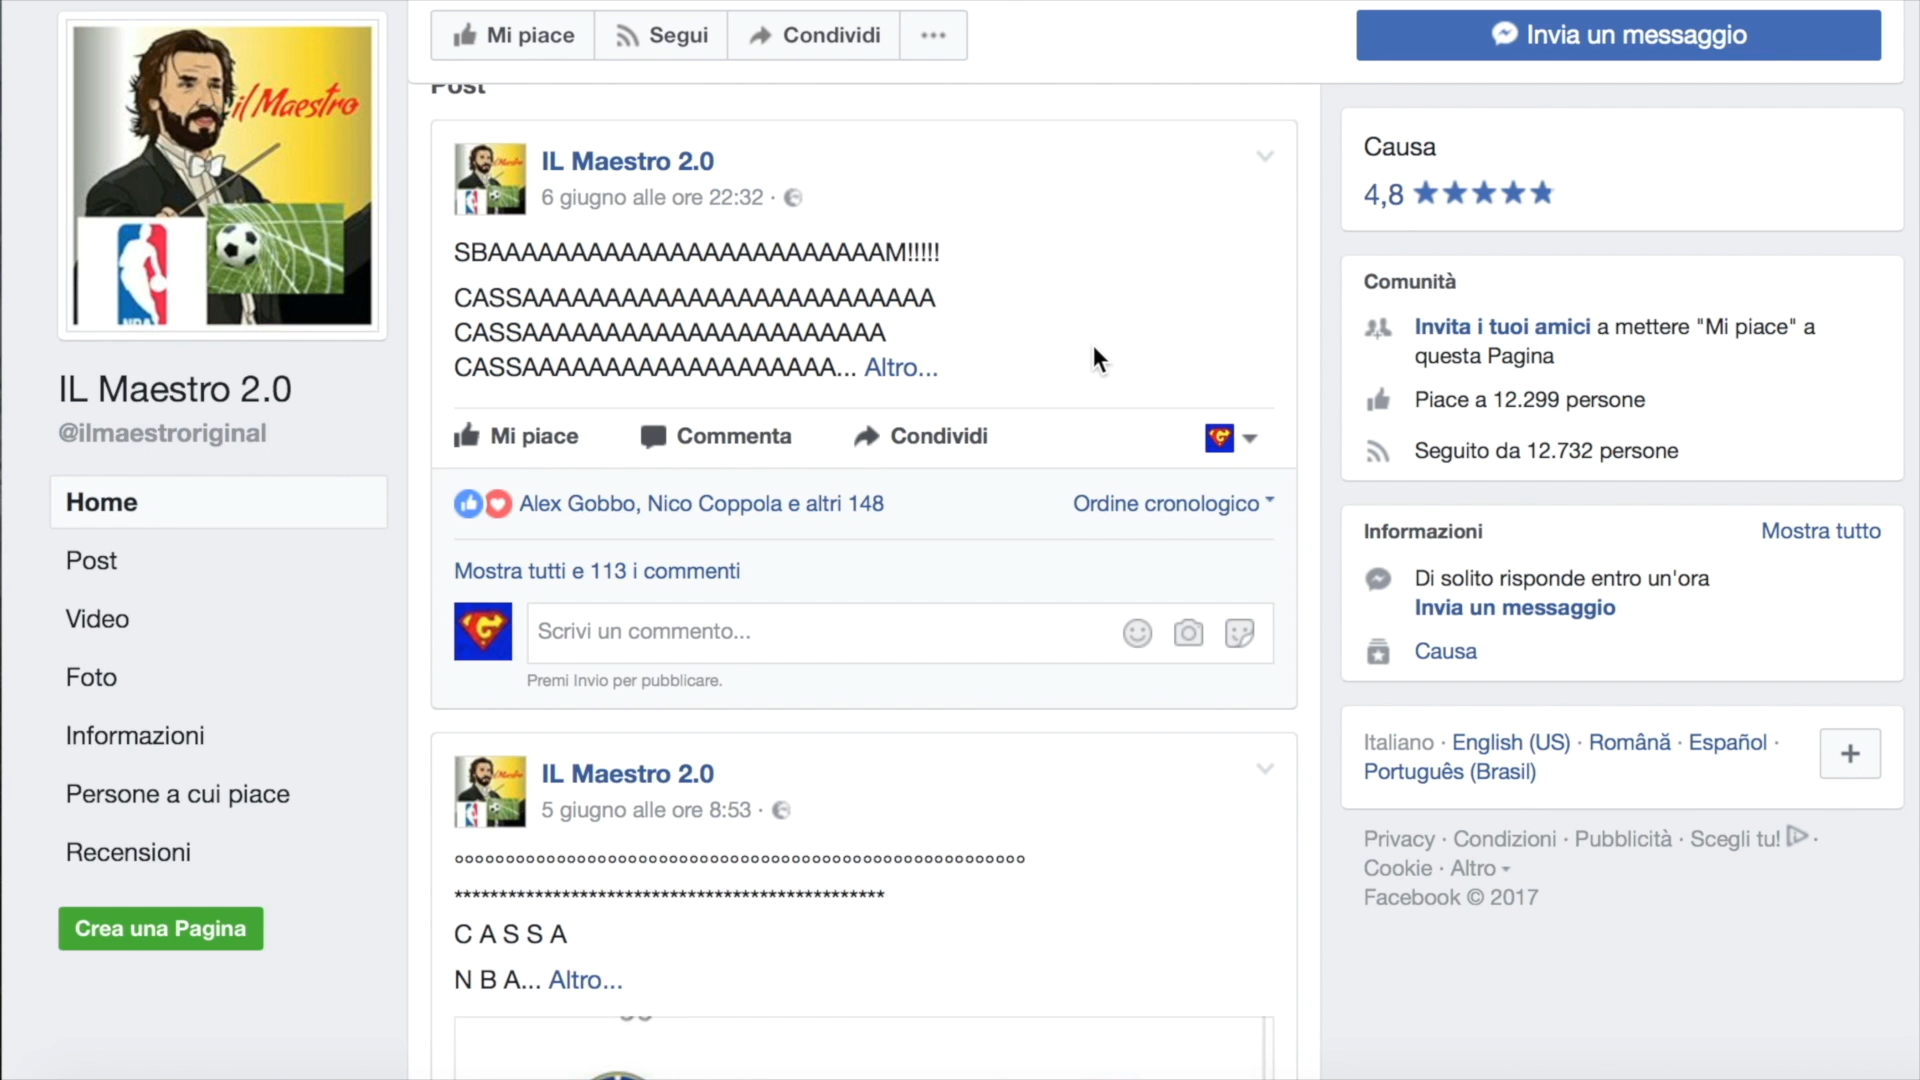 il Maestro
NBA
IL Maestro 2.0
@ilmaestroriginal
Home
Post
Video
Foto
Informazioni
Persone a cui piace
Recensioni
Crea una Pagina
Mi piace
Segui
Condividi
Invia un messaggio
Post
IL Maestro 2.0
6 giugno alle ore 22:32 ·
SBAAAAAAAAAAAAAAAAAAAAAAAAM!!!!!
CASSAAAAAAAAAAAAAAAAAAAAAAAAA
CASSAAAAAAAAAAAAAAAAAAAAAA
CASSAAAAAAAAAAAAAAAAAAA... Altro...
Mi piace
Commenta
Condividi
Alex Gobbo, Nico Coppola e altri 148
Ordine cronologico
Mostra tutti e 113 i commenti
Scrivi un commento...
Premi Invio per pubblicare.
IL Maestro 2.0
5 giugno alle ore 8:53 ·
°°°°°°°°°°°°°°°°°°°°°°°°°°°°°°°°°°°°°°°°°°°°°°°°°°°°°°°°
************************************************
C A S S A
N B A... Altro...
Causa
4,8
Comunità
Invita i tuoi amici a mettere "Mi piace" a
questa Pagina
Piace a 12.299 persone
Seguito da 12.732 persone
Informazioni
Mostra tutto
Di solito risponde entro un'ora
Invia un messaggio
Causa
Italiano · English (US) · Română · Español ·
Português (Brasil)
Privacy · Condizioni · Pubblicità · Scegli tu! ·
Cookie · Altro
Facebook © 2017